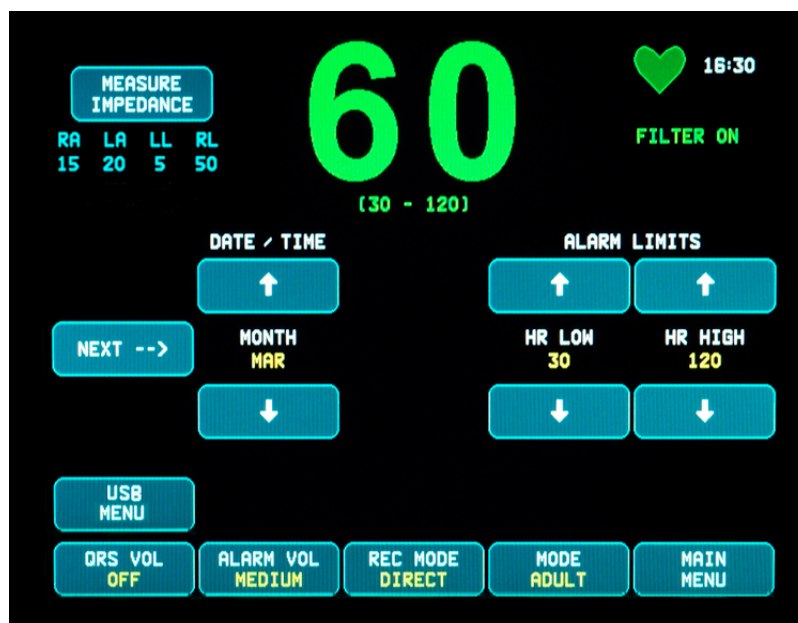 MEASURE
IMPEDANCE
RA LA LL RL
15 20 5 50
60
(30 - 120)
16:30
FILTER ON
DATE / TIME
ALARM LIMITS
NEXT -->
MONTH
MAR
HR LOW
30
HR HIGH
120
USB
MENU
QRS VOL
OFF
ALARM VOL
MEDIUM
REC MODE
DIRECT
MODE
ADULT
MAIN
MENU